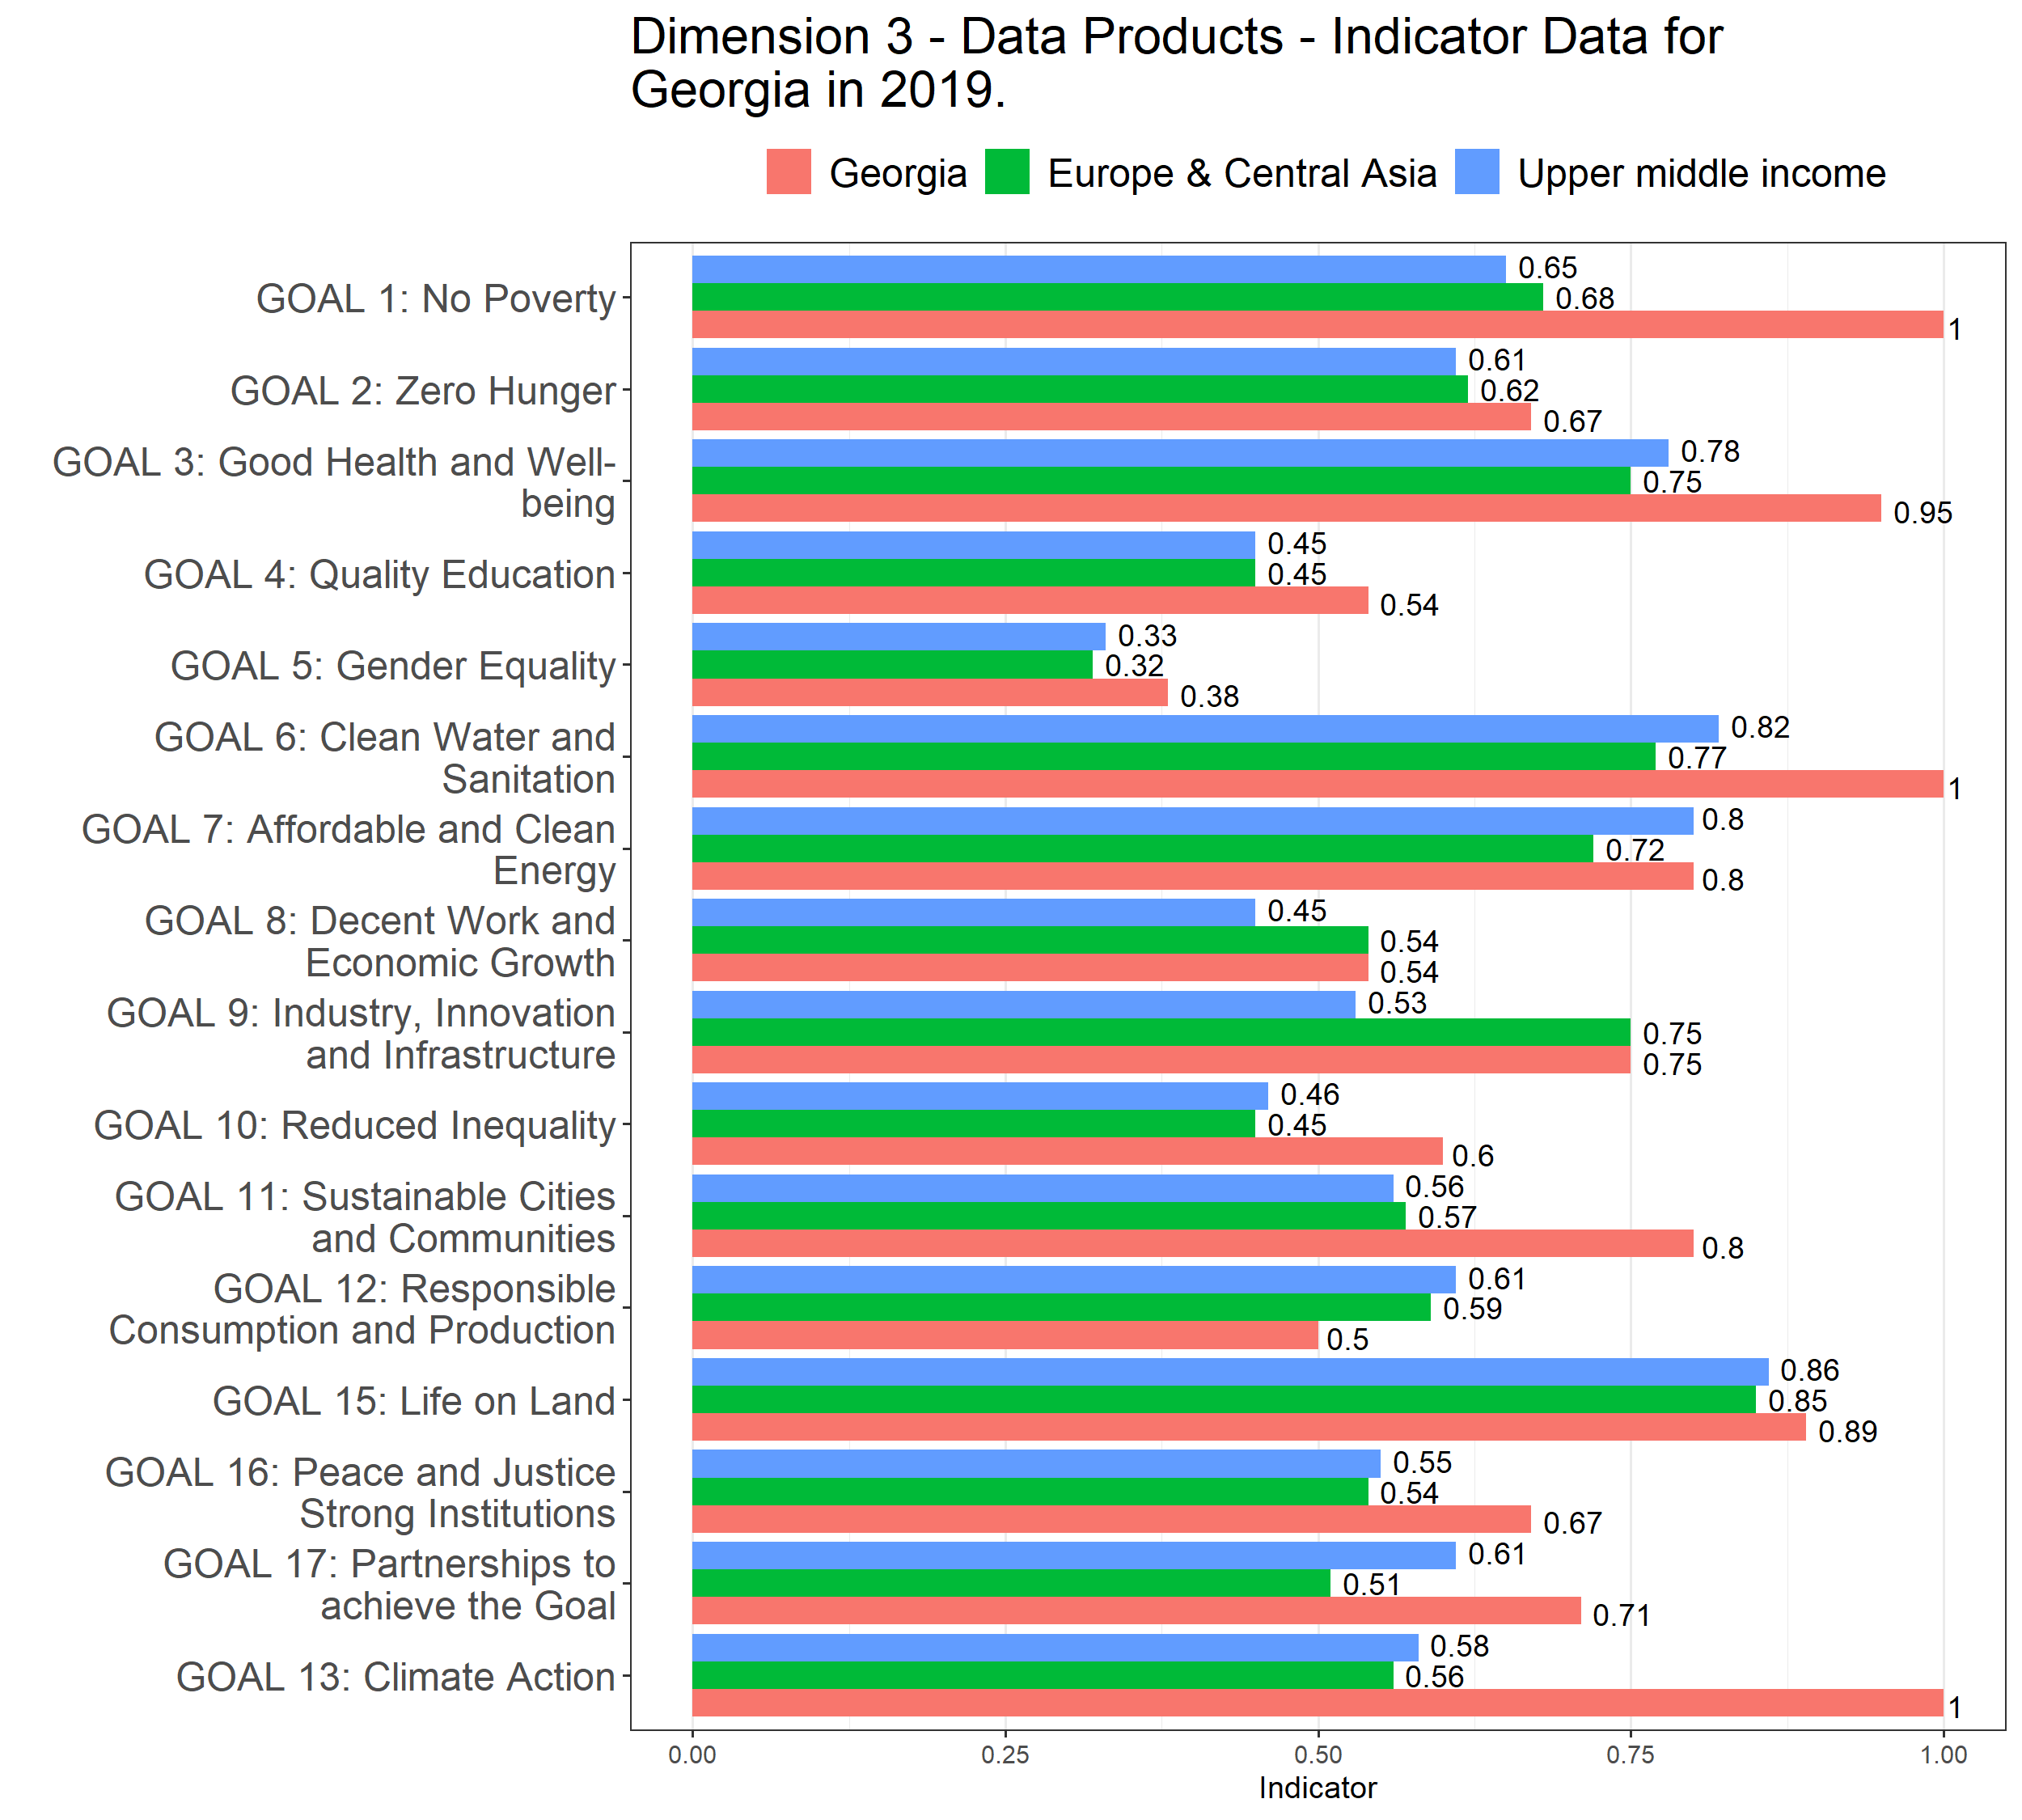 Dimension 3 - Data Products - Indicator Data for
Georgia in 2019.
Georgia
Europe & Central Asia
Upper middle income
GOAL 1: No Poverty
0.65
0.68
1
GOAL 2: Zero Hunger
0.61
0.62
0.67
GOAL 3: Good Health and Well-
being
0.78
0.75
0.95
GOAL 4: Quality Education
0.45
0.45
0.54
GOAL 5: Gender Equality
0.33
0.32
0.38
GOAL 6: Clean Water and
Sanitation
0.82
0.77
1
GOAL 7: Affordable and Clean
Energy
0.8
0.72
0.8
GOAL 8: Decent Work and
Economic Growth
0.45
0.54
0.54
GOAL 9: Industry, Innovation
and Infrastructure
0.53
0.75
0.75
GOAL 10: Reduced Inequality
0.46
0.45
0.6
GOAL 11: Sustainable Cities
and Communities
0.56
0.57
0.8
GOAL 12: Responsible
Consumption and Production
0.61
0.59
0.5
GOAL 15: Life on Land
0.86
0.85
0.89
GOAL 16: Peace and Justice
Strong Institutions
0.55
0.54
0.67
GOAL 17: Partnerships to
achieve the Goal
0.61
0.51
0.71
GOAL 13: Climate Action
0.58
0.56
1
0.00
0.25
0.50
0.75
1.00
Indicator